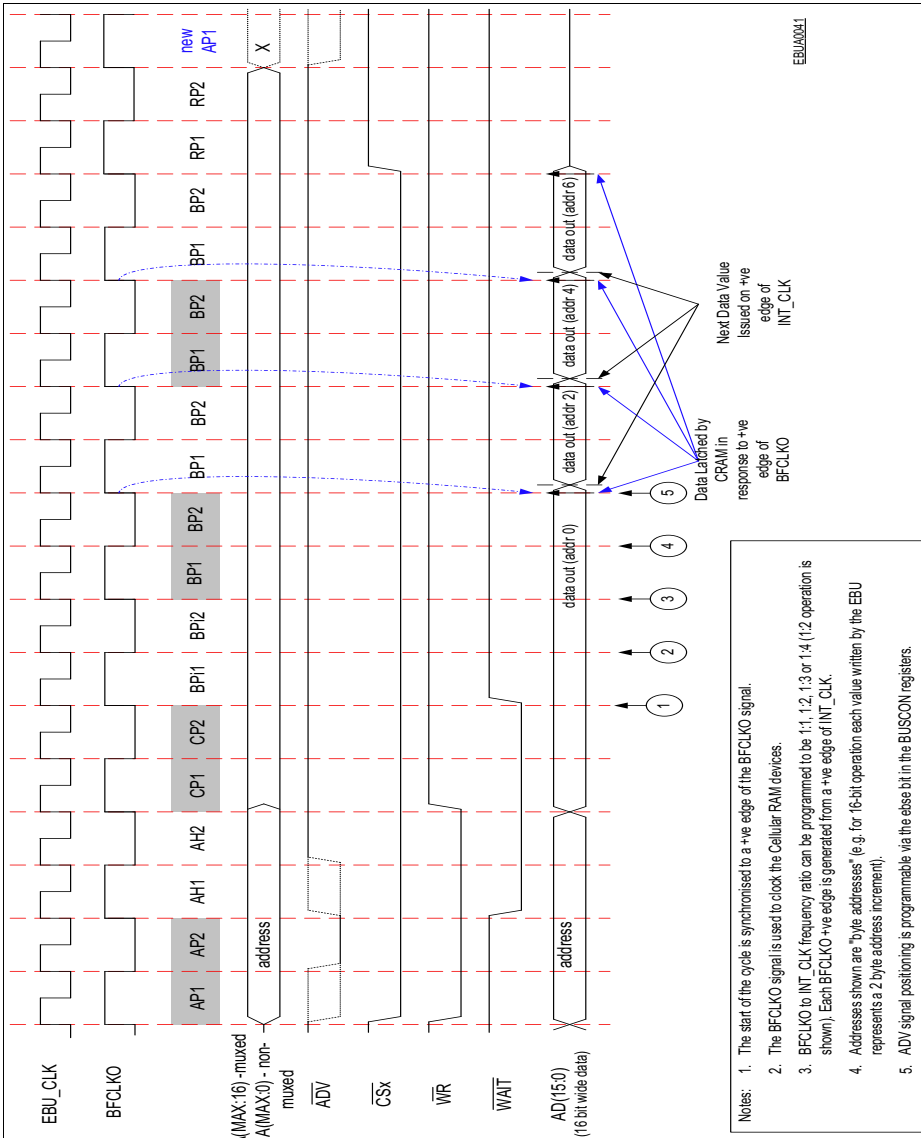 EBU_CLK
BFCLKO
AP1
AP2
AH1
AH2
CP1
CP2
BPi1
BPi2
BP1
BP2
BP1
BP2
BP1
BP2
BP1
BP2
RP1
RP2
new
AP1
A(MAX:16) -muxed
A(MAX:0) - non-
muxed
address
X
ADV
CSx
WR
WAIT
AD(15:0)
(16 bit wide data)
address
data out (addr 0)
data out (addr 2)
data out (addr 4)
data out (addr 6)
1
2
3
4
5
Data Latched by
CRAM in
response to +ve
edge of
BFCLKO
Next Data Value
Issued on +ve
edge of
INT_CLK
Notes: 1. The start of the cycle is synchronised to a +ve edge of the BFCLKO signal.
2. The BFCLKO signal is used to clock the Cellular RAM devices.
3. BFCLKO to INT_CLK frequency ratio can be programmed to be 1:1, 1:2, 1:3 or 1:4 (1:2 operation is
shown). Each BFCLKO +ve edge is generated from a +ve edge of INT_CLK.
4. Addresses shown are "byte addresses" (e.g. for 16-bit operation each value written by the EBU
represents a 2 byte address increment).
5. ADV signal positioning is programmable via the ebse bit in the BUSCON registers.
EBUA0041